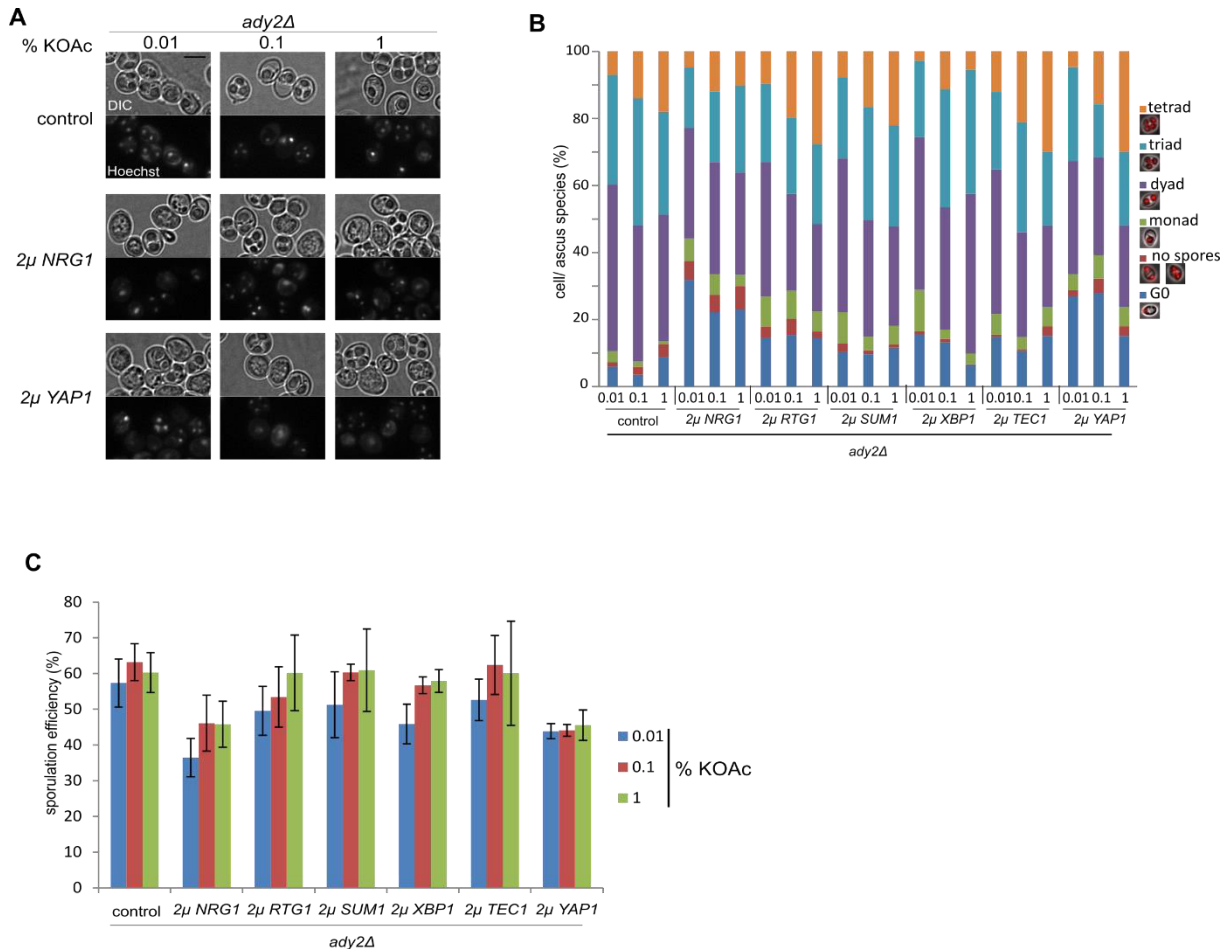 A
ady2Δ
% KOAc
0.01
0.1
1
DIC
control
Hoechst
2μ NRG1
2μ YAP1
B
100
80
60
40
20
0
cell/ ascus species (%)
tetrad
triad
dyad
monad
no spores
G0
0.01 0.1 1 0.01 0.1 1 0.01 0.1 1 0.01 0.1 1 0.01 0.1 1 0.01 0.1 1 0.01 0.1 1
control 2μ NRG1 2μ RTG1 2μ SUM1 2μ XBP1 2μ TEC1 2μ YAP1
ady2Δ
C
80
70
60
50
40
30
20
10
0
sporulation efficiency (%)
0.01
0.1
1
% KOAc
control 2μ NRG1 2μ RTG1 2μ SUM1 2μ XBP1 2μ TEC1 2μ YAP1
ady2Δ